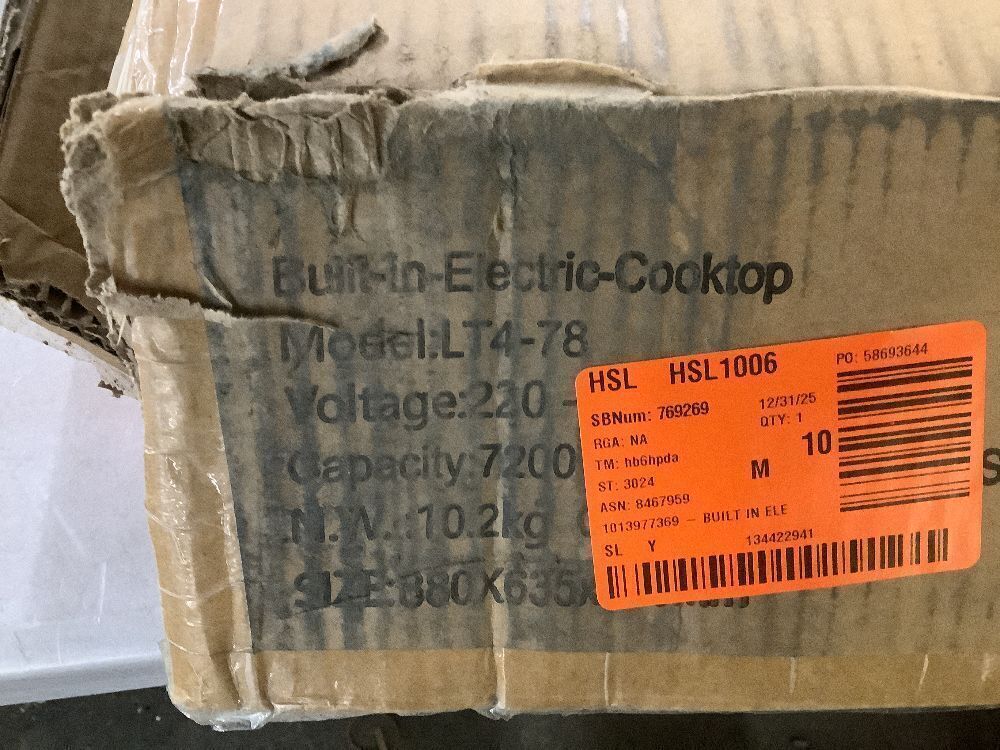 Built-In-Electric-Cooktop
Model:LT4-78
Voltage:220 -
Capacity:7200
N.W.:10.2kg
SIZE:880X635
HSL HSL1006
PO: 58693644
SBNum: 769269
12/31/25
QTY: 1
RGA: NA
TM: hb6hpda
M
10
ST: 3024
ASN: 8467959
1013977369 - BUILT IN ELE
SL Y
134422941